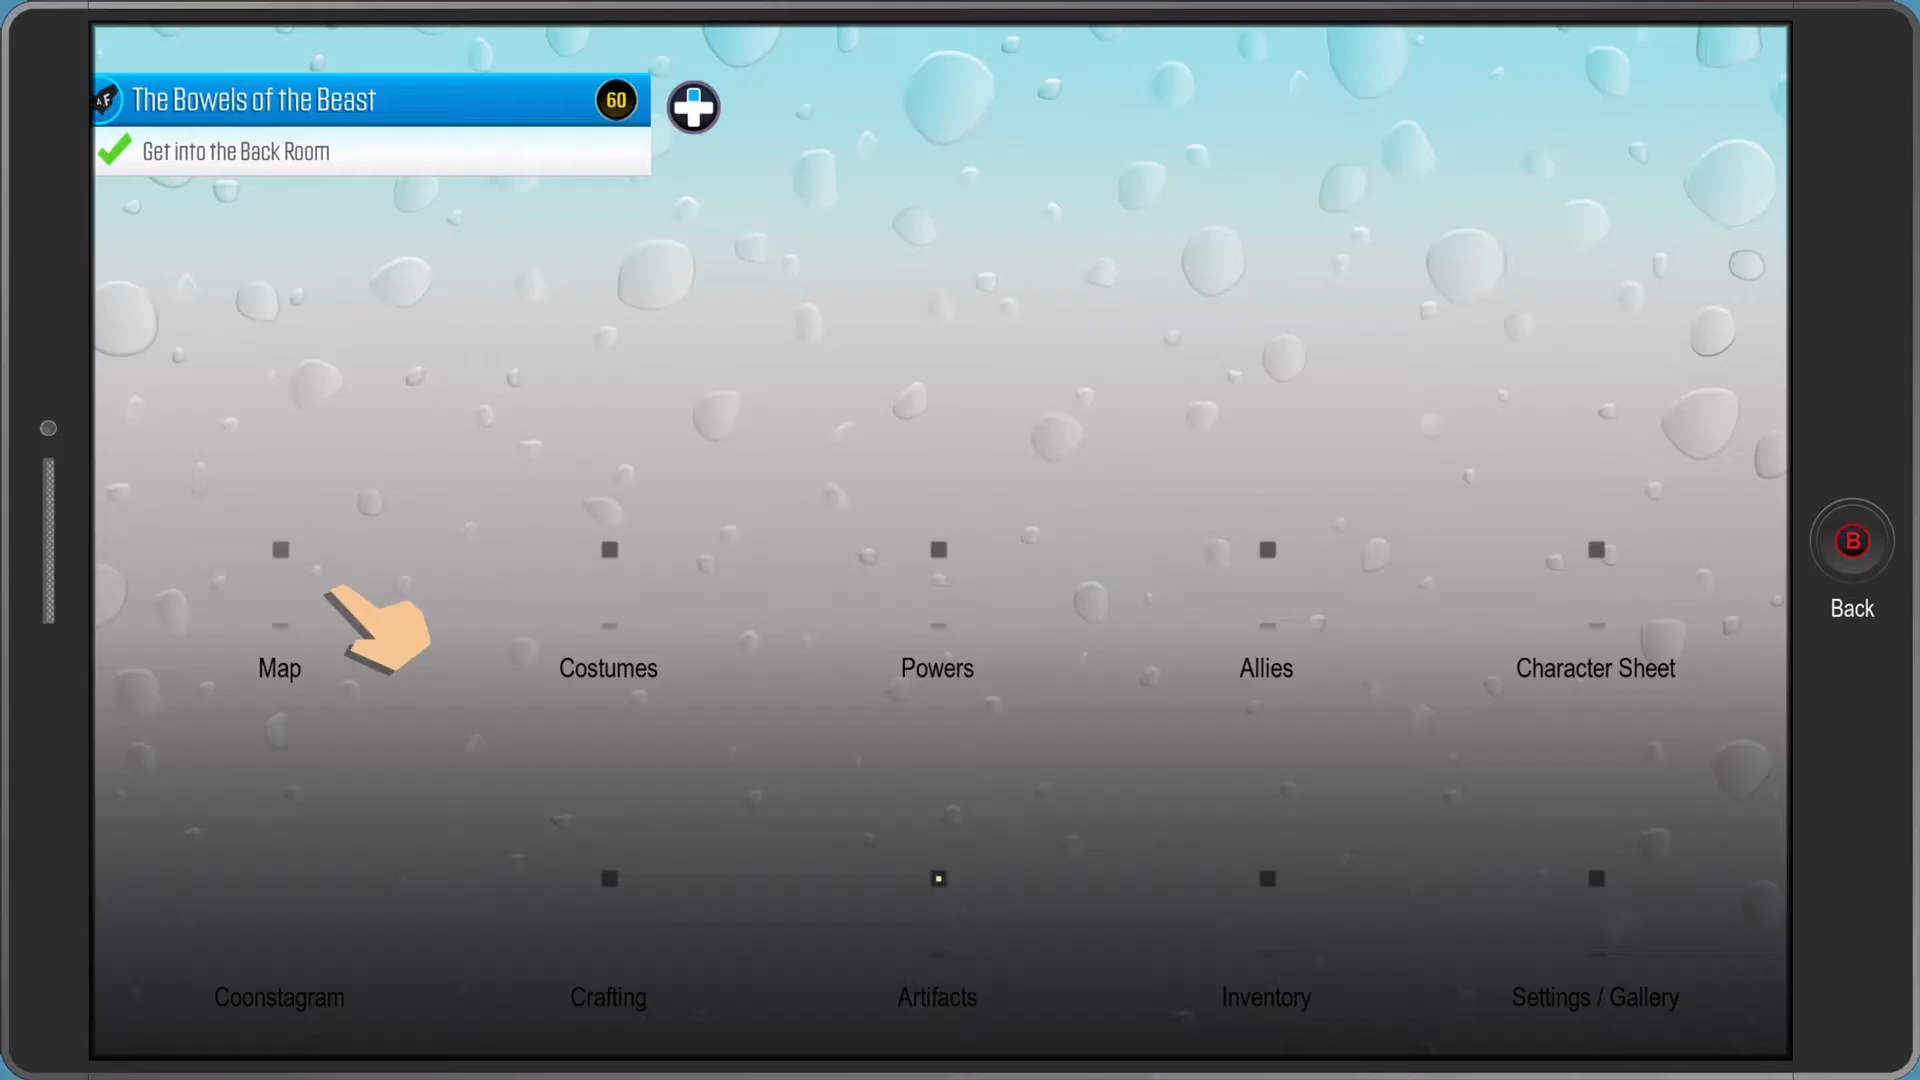 F&F
The Bowels of the Beast
60
Get into the Back Room
Map
Costumes
Powers
Allies
Character Sheet
B
Back
Coonstagram
Crafting
Artifacts
Inventory
Settings / Gallery